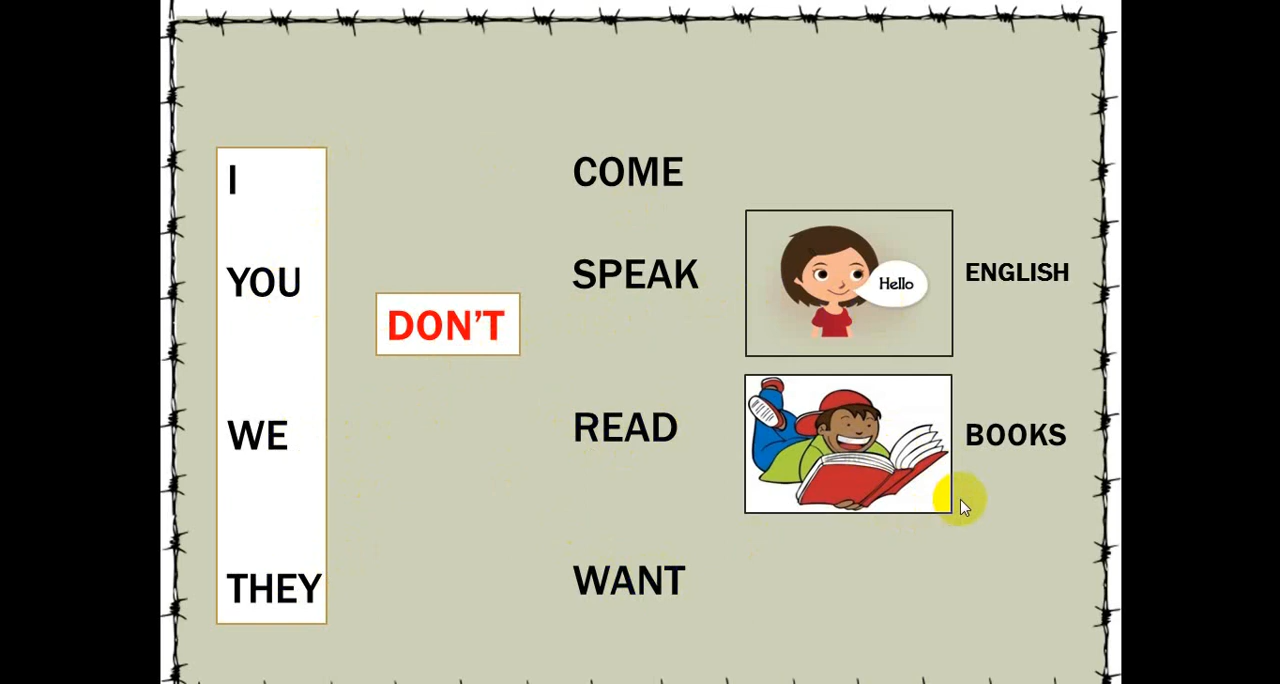 I
YOU
WE
THEY
DON'T
COME
SPEAK
READ
WANT
Hello
ENGLISH
BOOKS